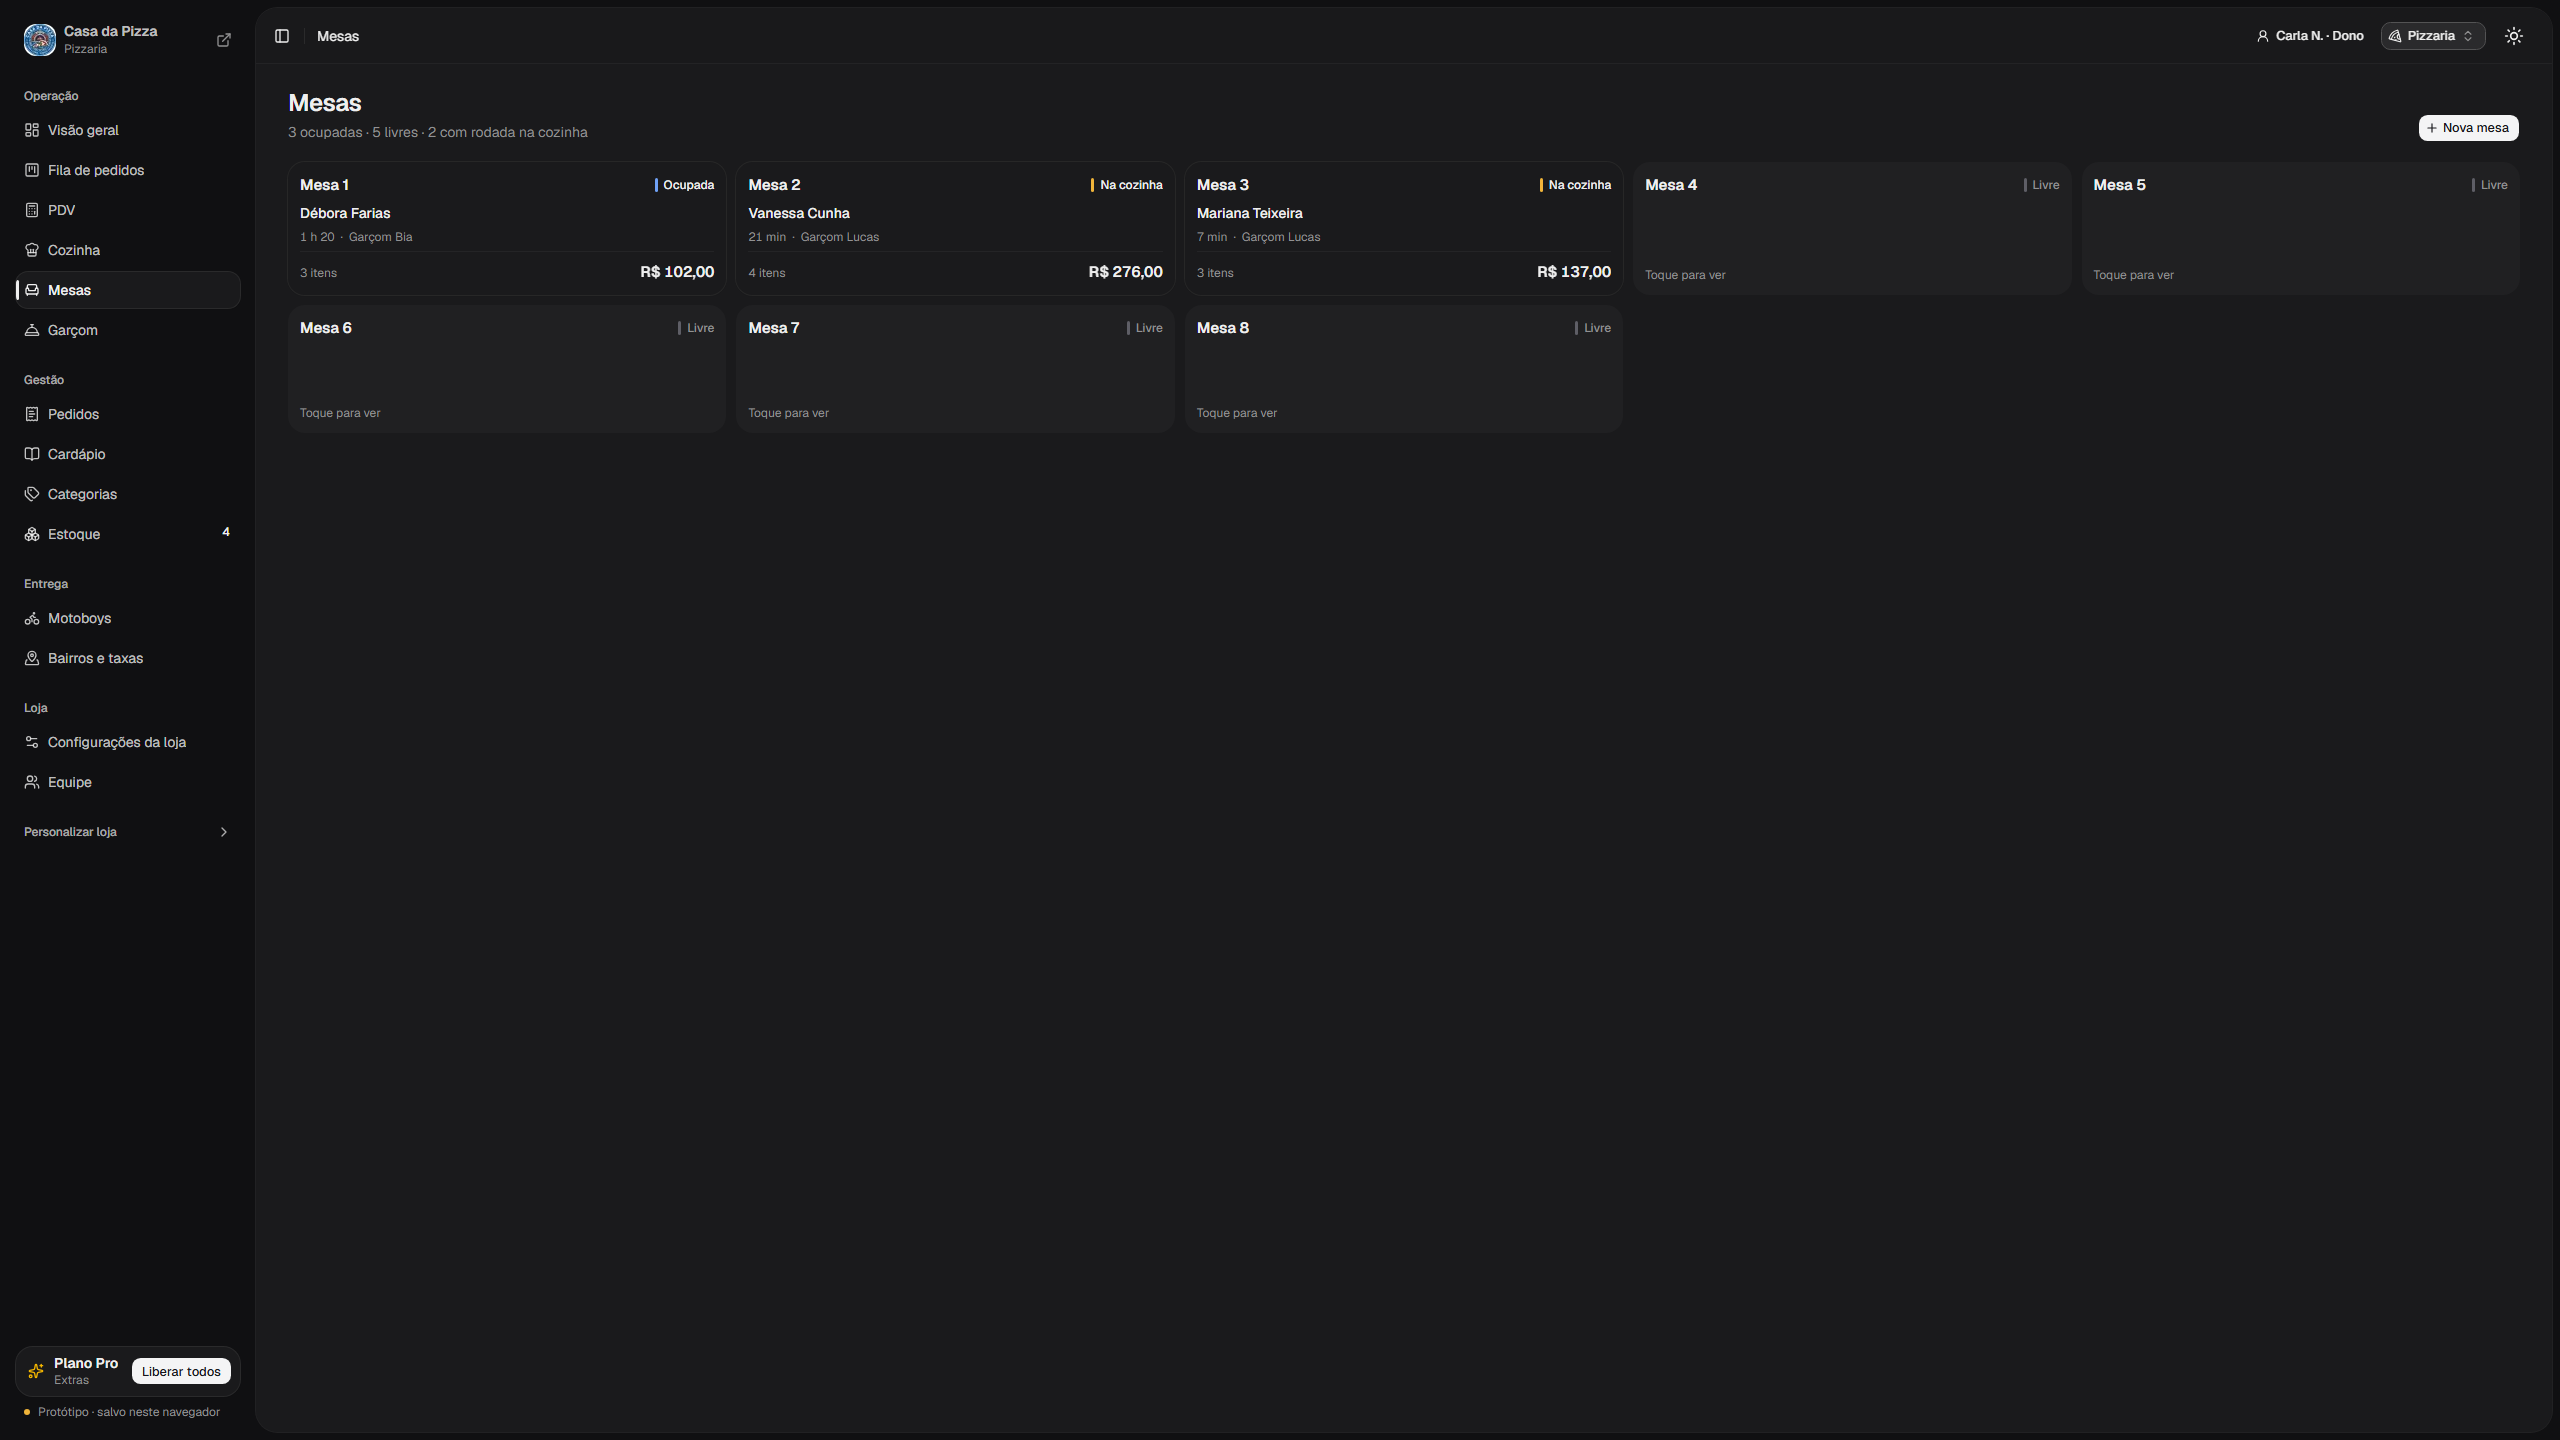 Casa da Pizza
Pizzaria
Operação
Visão geral
Fila de pedidos
PDV
Cozinha
Mesas
Garçom
Gestão
Pedidos
Cardápio
Categorias
Estoque 4
Entrega
Motoboys
Bairros e taxas
Loja
Configurações da loja
Equipe
Personalizar loja
Plano Pro
Extras
Liberar todos
Protótipo · salvo neste navegador
Mesas
Carla N. · Dono
Pizzaria
Mesas
3 ocupadas · 5 livres · 2 com rodada na cozinha
+ Nova mesa
Mesa 1 Ocupada
Débora Farias
1 h 20 · Garçom Bia
3 itens R$ 102,00
Mesa 2 Na cozinha
Vanessa Cunha
21 min · Garçom Lucas
4 itens R$ 276,00
Mesa 3 Na cozinha
Mariana Teixeira
7 min · Garçom Lucas
3 itens R$ 137,00
Mesa 4 Livre
Toque para ver
Mesa 5 Livre
Toque para ver
Mesa 6 Livre
Toque para ver
Mesa 7 Livre
Toque para ver
Mesa 8 Livre
Toque para ver